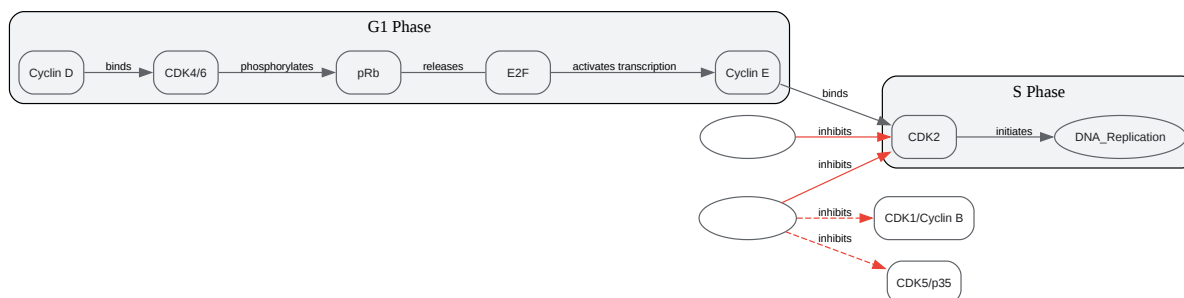 G1 Phase
Cyclin D
binds
CDK4/6
phosphorylates
pRb
releases
E2F
activates transcription
Cyclin E
binds
S Phase
inhibits
CDK2
initiates
DNA_Replication
inhibits
inhibits
CDK1/Cyclin B
inhibits
CDK5/p35